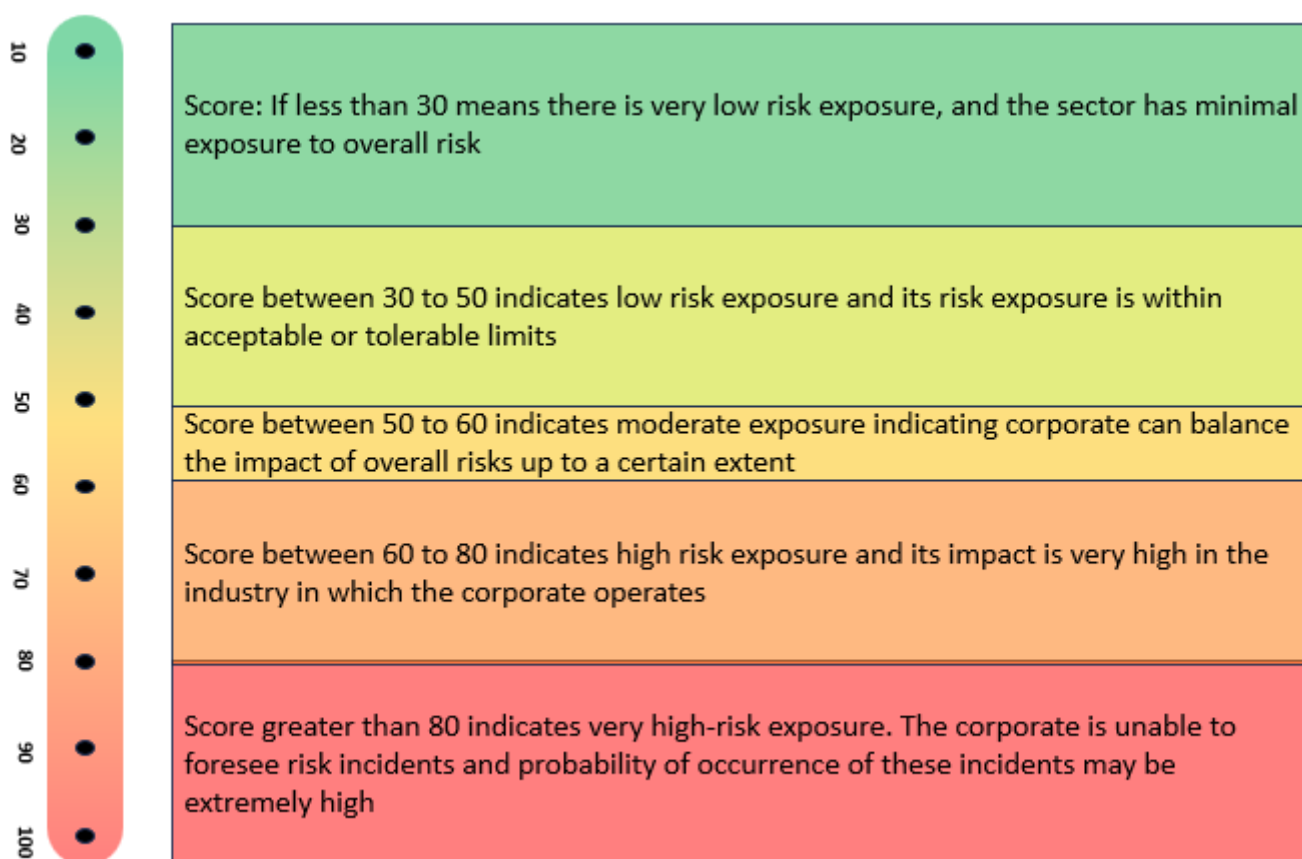 10
20
30
40
50
60
70
80
90
100
Score: If less than 30 means there is very low risk exposure, and the sector has minimal
exposure to overall risk
Score between 30 to 50 indicates low risk exposure and its risk exposure is within
acceptable or tolerable limits
Score between 50 to 60 indicates moderate exposure indicating corporate can balance
the impact of overall risks up to a certain extent
Score between 60 to 80 indicates high risk exposure and its impact is very high in the
industry in which the corporate operates
Score greater than 80 indicates very high-risk exposure. The corporate is unable to
foresee risk incidents and probability of occurrence of these incidents may be
extremely high